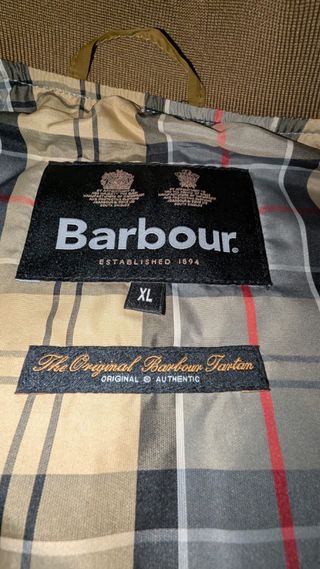 Barbour®
ESTABLISHED 1894
XL
The Original Barbour Tartan
ORIGINAL ® AUTHENTIC